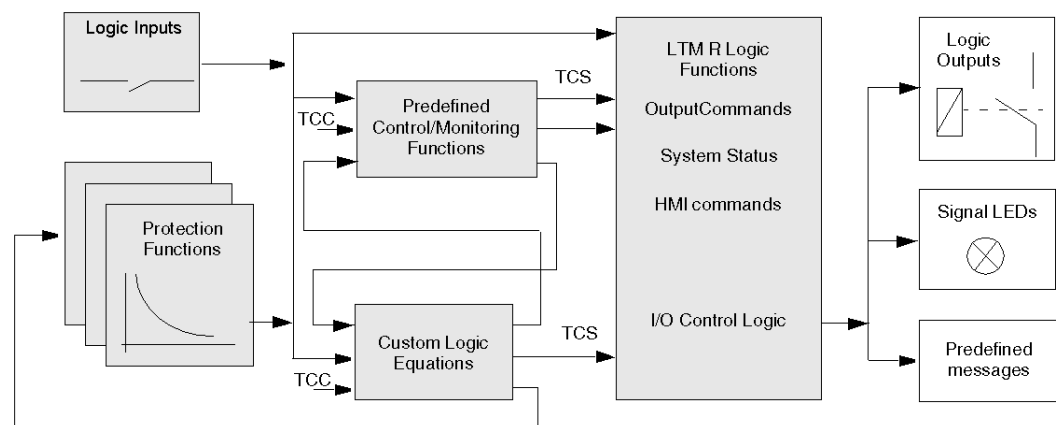 Logic Inputs
Protection
Functions
TCC
Predefined
Control/Monitoring
Functions
TCS
TCC
Custom Logic
Equations
TCS
LTM R Logic
Functions
OutputCommands
System Status
HMI commands
I/O Control Logic
Logic
Outputs
Signal LEDs
Predefined
messages